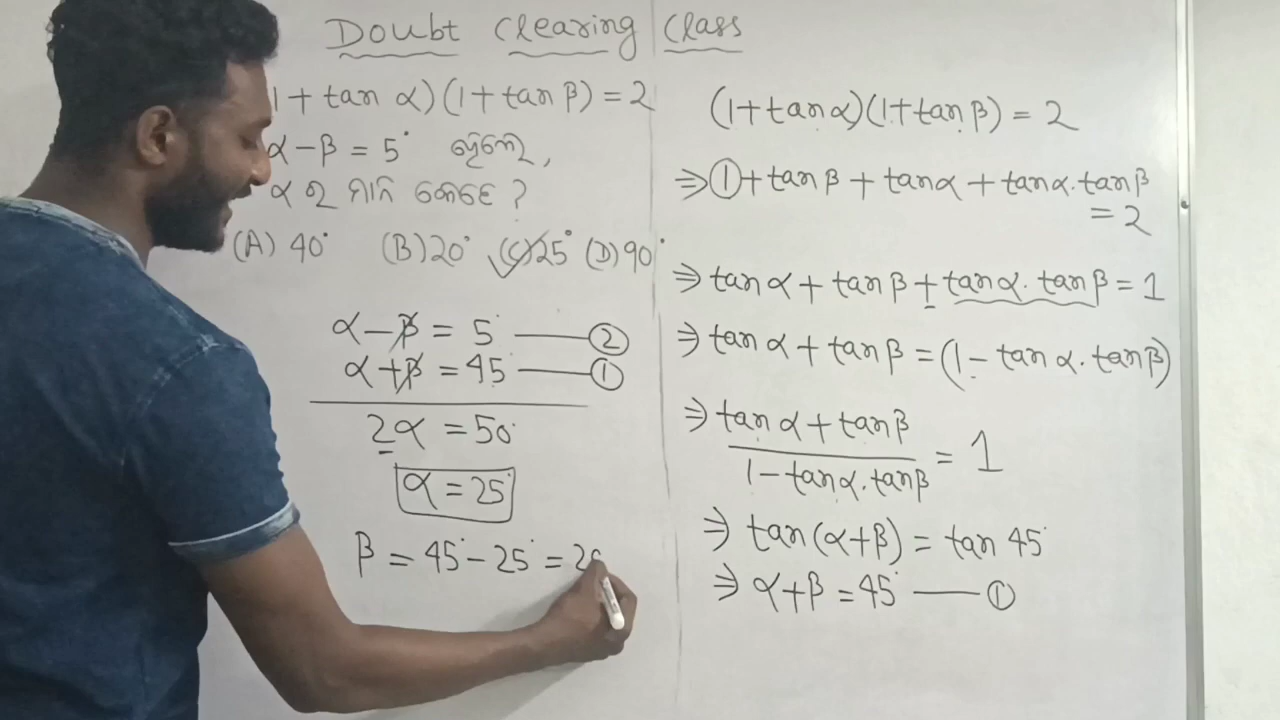 Doubt Clearing Class
1 + tan α) (1 + tan β) = 2
α - β = 5°
α ର ମାନ କେତେ ?
(A) 40° (B) 20° (C) 25° (D) 90°
α - β = 5° ——— ②
α + β = 45° ——— ①
2α = 50°
α = 25°
β = 45° - 25° = 20
(1 + tan α)(1 + tan β) = 2
⇒ 1 + tan β + tan α + tan α . tan β
= 2
⇒ tan α + tan β + tan α . tan β = 1
⇒ tan α + tan β = (1 - tan α . tan β)
⇒ tan α + tan β
1 - tan α . tan β = 1
⇒ tan (α + β) = tan 45°
⇒ α + β = 45° ——— ①